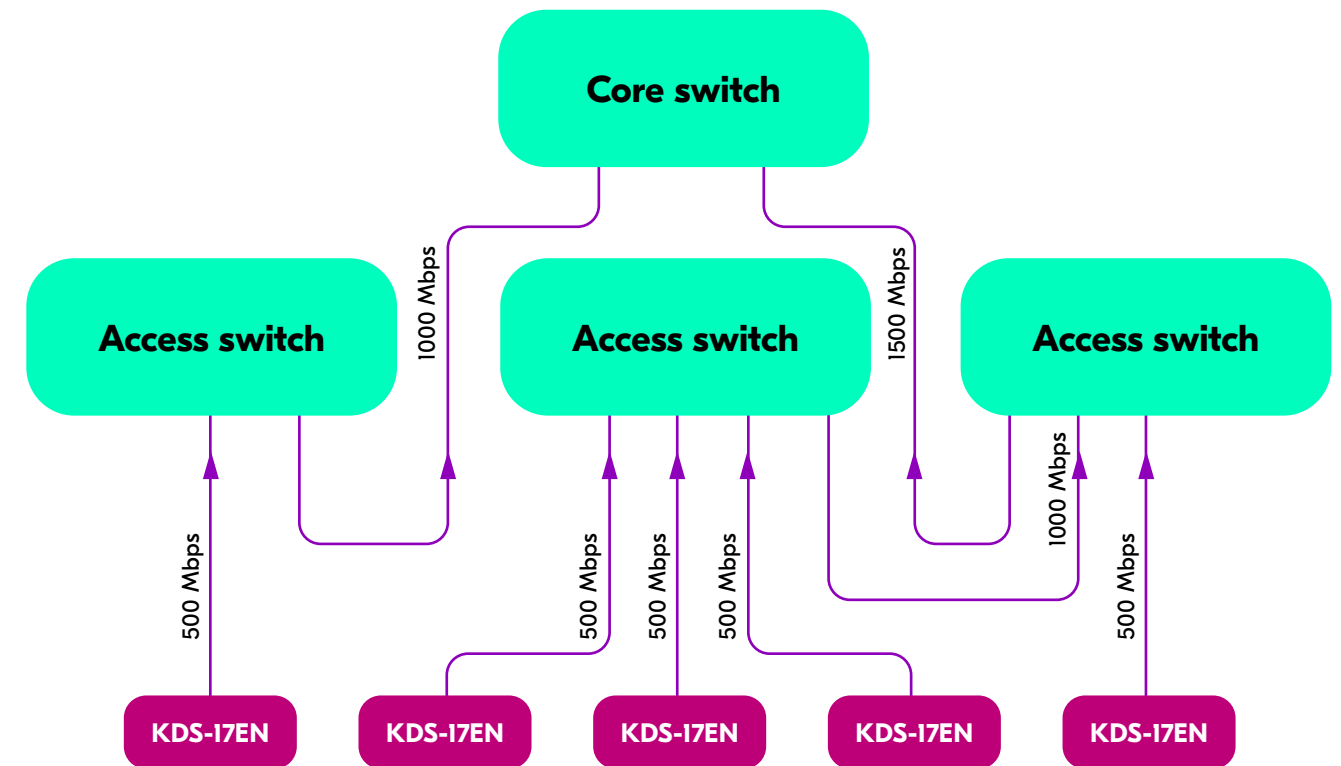 Core switch
1000 Mbps
1500 Mbps
Access switch
Access switch
Access switch
1000 Mbps
500 Mbps
500 Mbps
500 Mbps
500 Mbps
500 Mbps
KDS-17EN
KDS-17EN
KDS-17EN
KDS-17EN
KDS-17EN